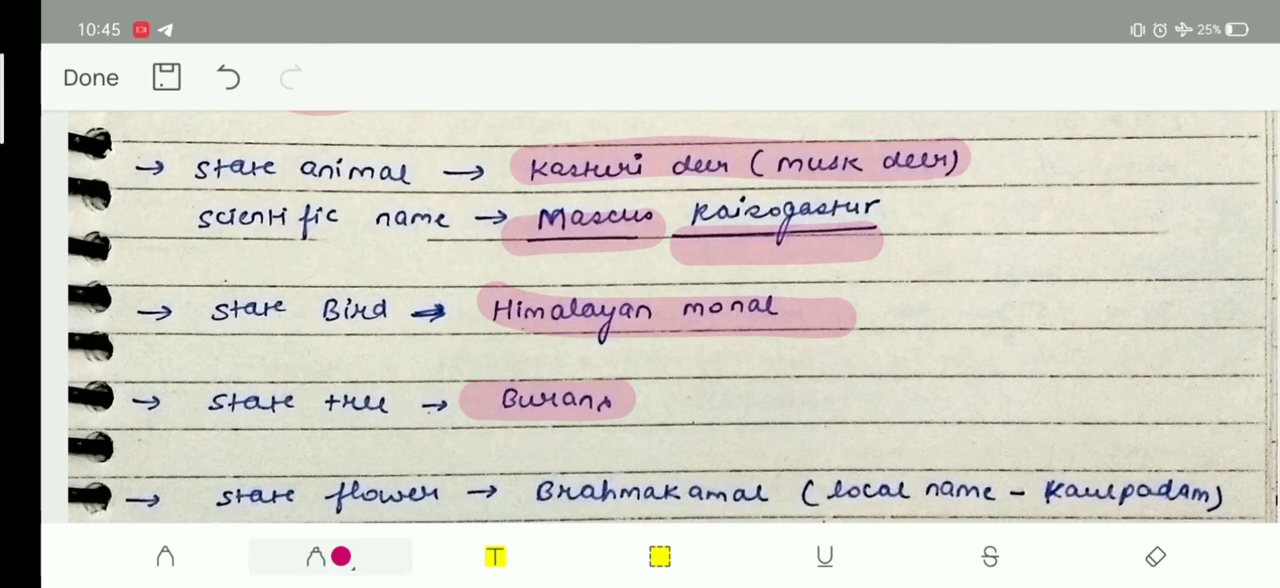 10:45 25%
Done
→ state animal → Kasturi deer (musk deer)
scientific name → Mascus Kaisogastur
→ state Bird → Himalayan monal
→ state tree → Burans
→ state flower → Brahmakamal (local name - Kaulpadam)
T U S